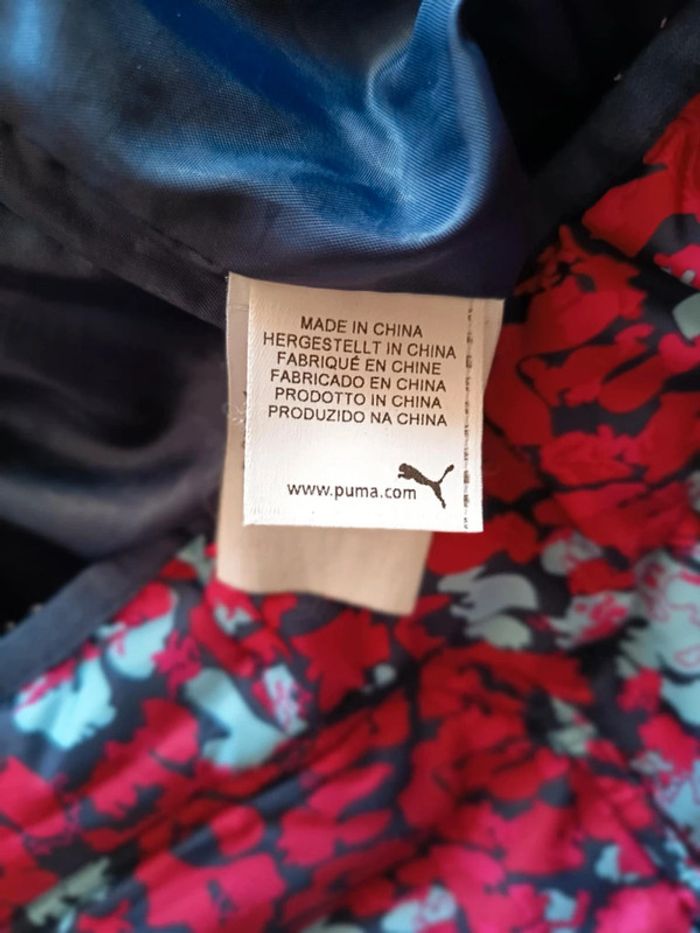 MADE IN CHINA
HERGESTELLT IN CHINA
FABRIQUÉ EN CHINE
FABRICADO EN CHINA
PRODOTTO IN CHINA
PRODUZIDO NA CHINA
www.puma.com